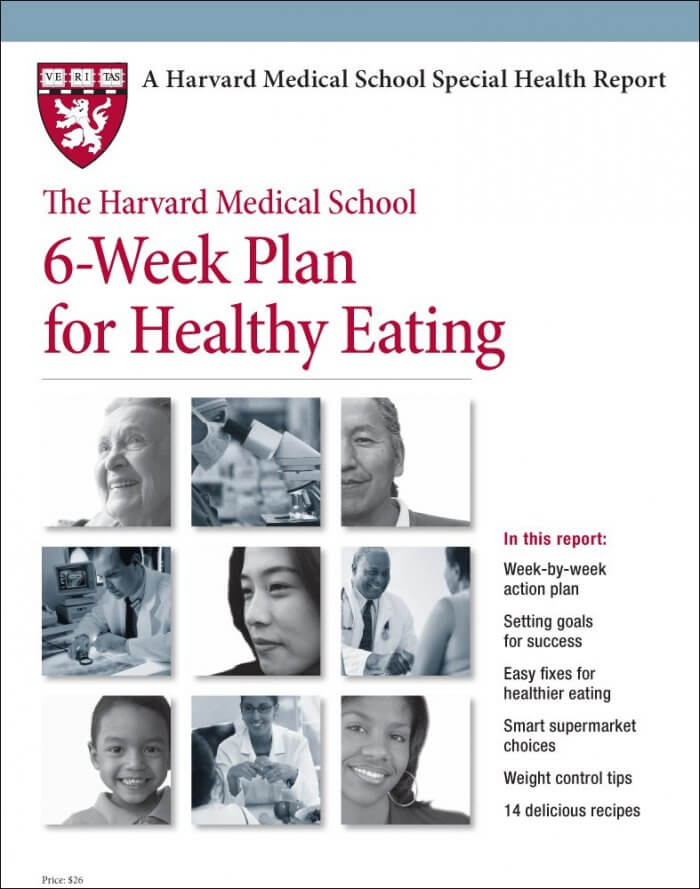 VE RI TAS
A Harvard Medical School Special Health Report
The Harvard Medical School
6-Week Plan
for Healthy Eating
In this report:
Week-by-week
action plan
Setting goals
for success
Easy fixes for
healthier eating
Smart supermarket
choices
Weight control tips
14 delicious recipes
Price: $26